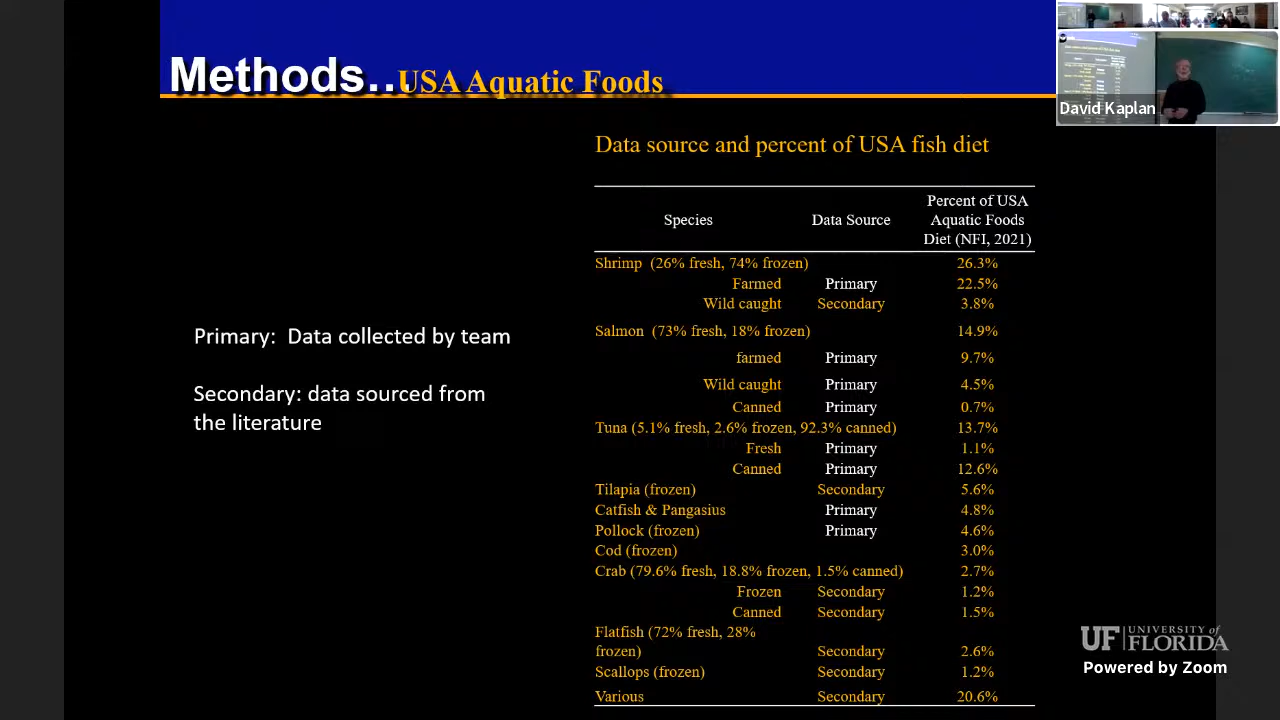 Methods..USA Aquatic Foods
David Kaplan
Data source and percent of USA fish diet
Species Data Source Percent of USA
Aquatic Foods
Diet (NFI, 2021)
Shrimp (26% fresh, 74% frozen) 26.3%
Farmed Primary 22.5%
Wild caught Secondary 3.8%
Salmon (73% fresh, 18% frozen) 14.9%
farmed Primary 9.7%
Wild caught Primary 4.5%
Canned Primary 0.7%
Tuna (5.1% fresh, 2.6% frozen, 92.3% canned) 13.7%
Fresh Primary 1.1%
Canned Primary 12.6%
Tilapia (frozen) Secondary 5.6%
Catfish & Pangasius Primary 4.8%
Pollock (frozen) Primary 4.6%
Cod (frozen) 3.0%
Crab (79.6% fresh, 18.8% frozen, 1.5% canned) 2.7%
Frozen Secondary 1.2%
Canned Secondary 1.5%
Flatfish (72% fresh, 28%
frozen) Secondary 2.6%
Scallops (frozen) Secondary 1.2%
Various Secondary 20.6%
Primary: Data collected by team
Secondary: data sourced from
the literature
UF UNIVERSITY of
FLORIDA
Powered by Zoom